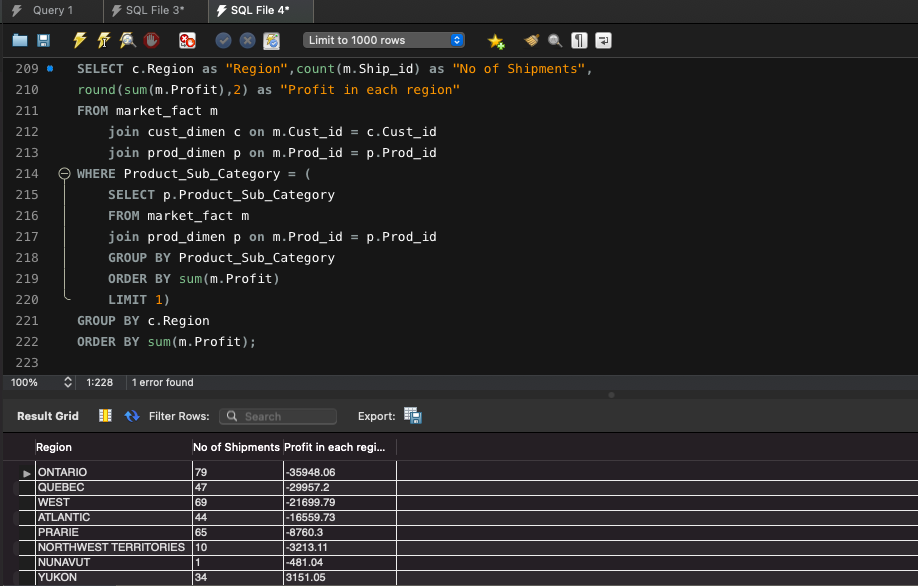 Query 1 SQL File 3* SQL File 4*
Limit to 1000 rows
209 SELECT c.Region as "Region",count(m.Ship_id) as "No of Shipments",
210 round(sum(m.Profit),2) as "Profit in each region"
211 FROM market_fact m
212 join cust_dimen c on m.Cust_id = c.Cust_id
213 join prod_dimen p on m.Prod_id = p.Prod_id
214 WHERE Product_Sub_Category = (
215 SELECT p.Product_Sub_Category
216 FROM market_fact m
217 join prod_dimen p on m.Prod_id = p.Prod_id
218 GROUP BY Product_Sub_Category
219 ORDER BY sum(m.Profit)
220 LIMIT 1)
221 GROUP BY c.Region
222 ORDER BY sum(m.Profit);
223
100% 1:228 1 error found
Result Grid Filter Rows: Search Export:
Region No of Shipments Profit in each regi...
ONTARIO 79 -35948.06
QUEBEC 47 -29957.2
WEST 69 -21699.79
ATLANTIC 44 -16559.73
PRARIE 65 -8760.3
NORTHWEST TERRITORIES 10 -3213.11
NUNAVUT 1 -481.04
YUKON 34 3151.05